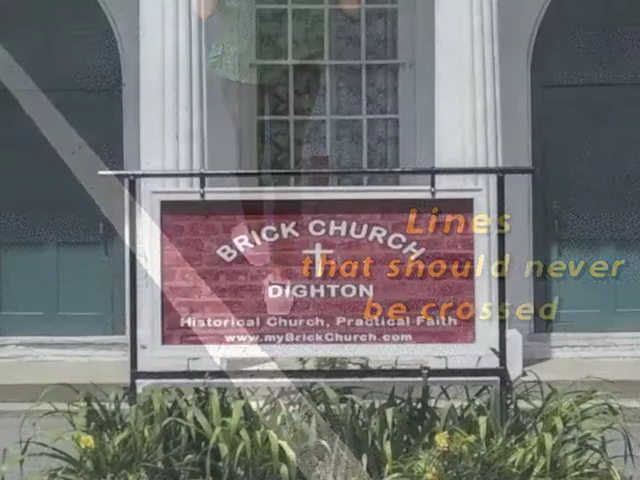 BRICK CHURCH
DIGHTON
Historical Church, Practical Faith
www.myBrickChurch.com
Lines
that should never
be crossed